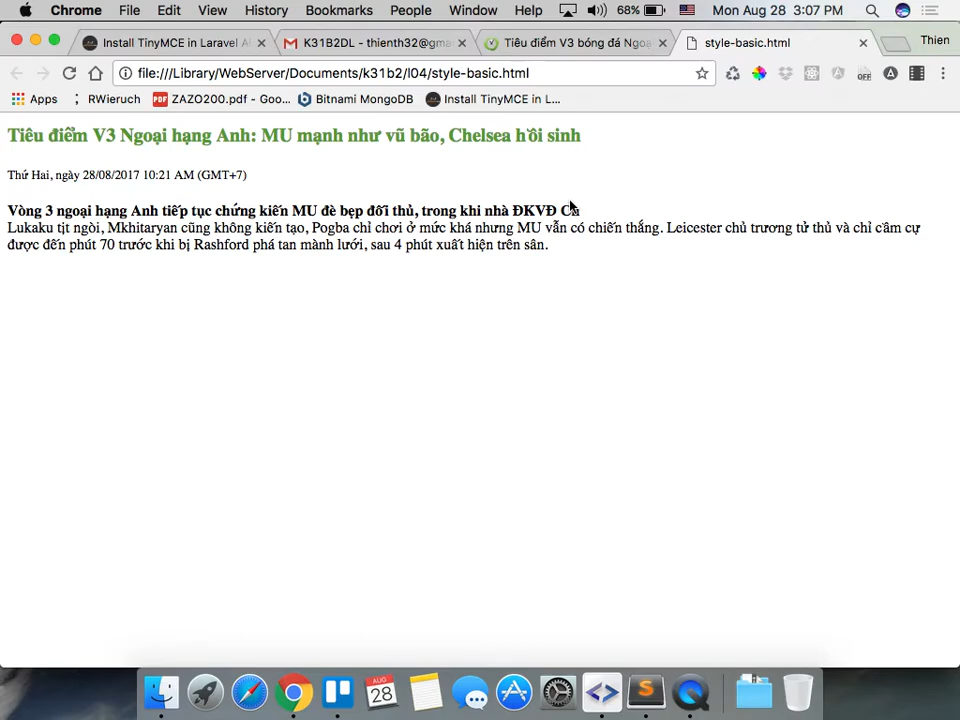 Chrome File Edit View History Bookmarks People Window Help 68% Mon Aug 28 3:07 PM
Install TinyMCE in Laravel A K31B2DL - thienth32@gma Tiêu điểm V3 bóng đá Ngoạ style-basic.html Thien
file:///Library/WebServer/Documents/k31b2/l04/style-basic.html OFF
Apps RWieruch PDF ZAZO200.pdf - Goo... Bitnami MongoDB Install TinyMCE in L...
Tiêu điểm V3 Ngoại hạng Anh: MU mạnh như vũ bão, Chelsea hồi sinh
Thứ Hai, ngày 28/08/2017 10:21 AM (GMT+7)
Vòng 3 ngoại hạng Anh tiếp tục chứng kiến MU đè bẹp đối thủ, trong khi nhà ĐKVĐ
Lukaku tịt ngòi, Mkhitaryan cũng không kiến tạo, Pogba chỉ chơi ở mức khá nhưng MU vẫn có chiến thắng. Leicester chủ trương tử thủ và chỉ cầm cự
được đến phút 70 trước khi bị Rashford phá tan mành lưới, sau 4 phút xuất hiện trên sân.
AUG
28